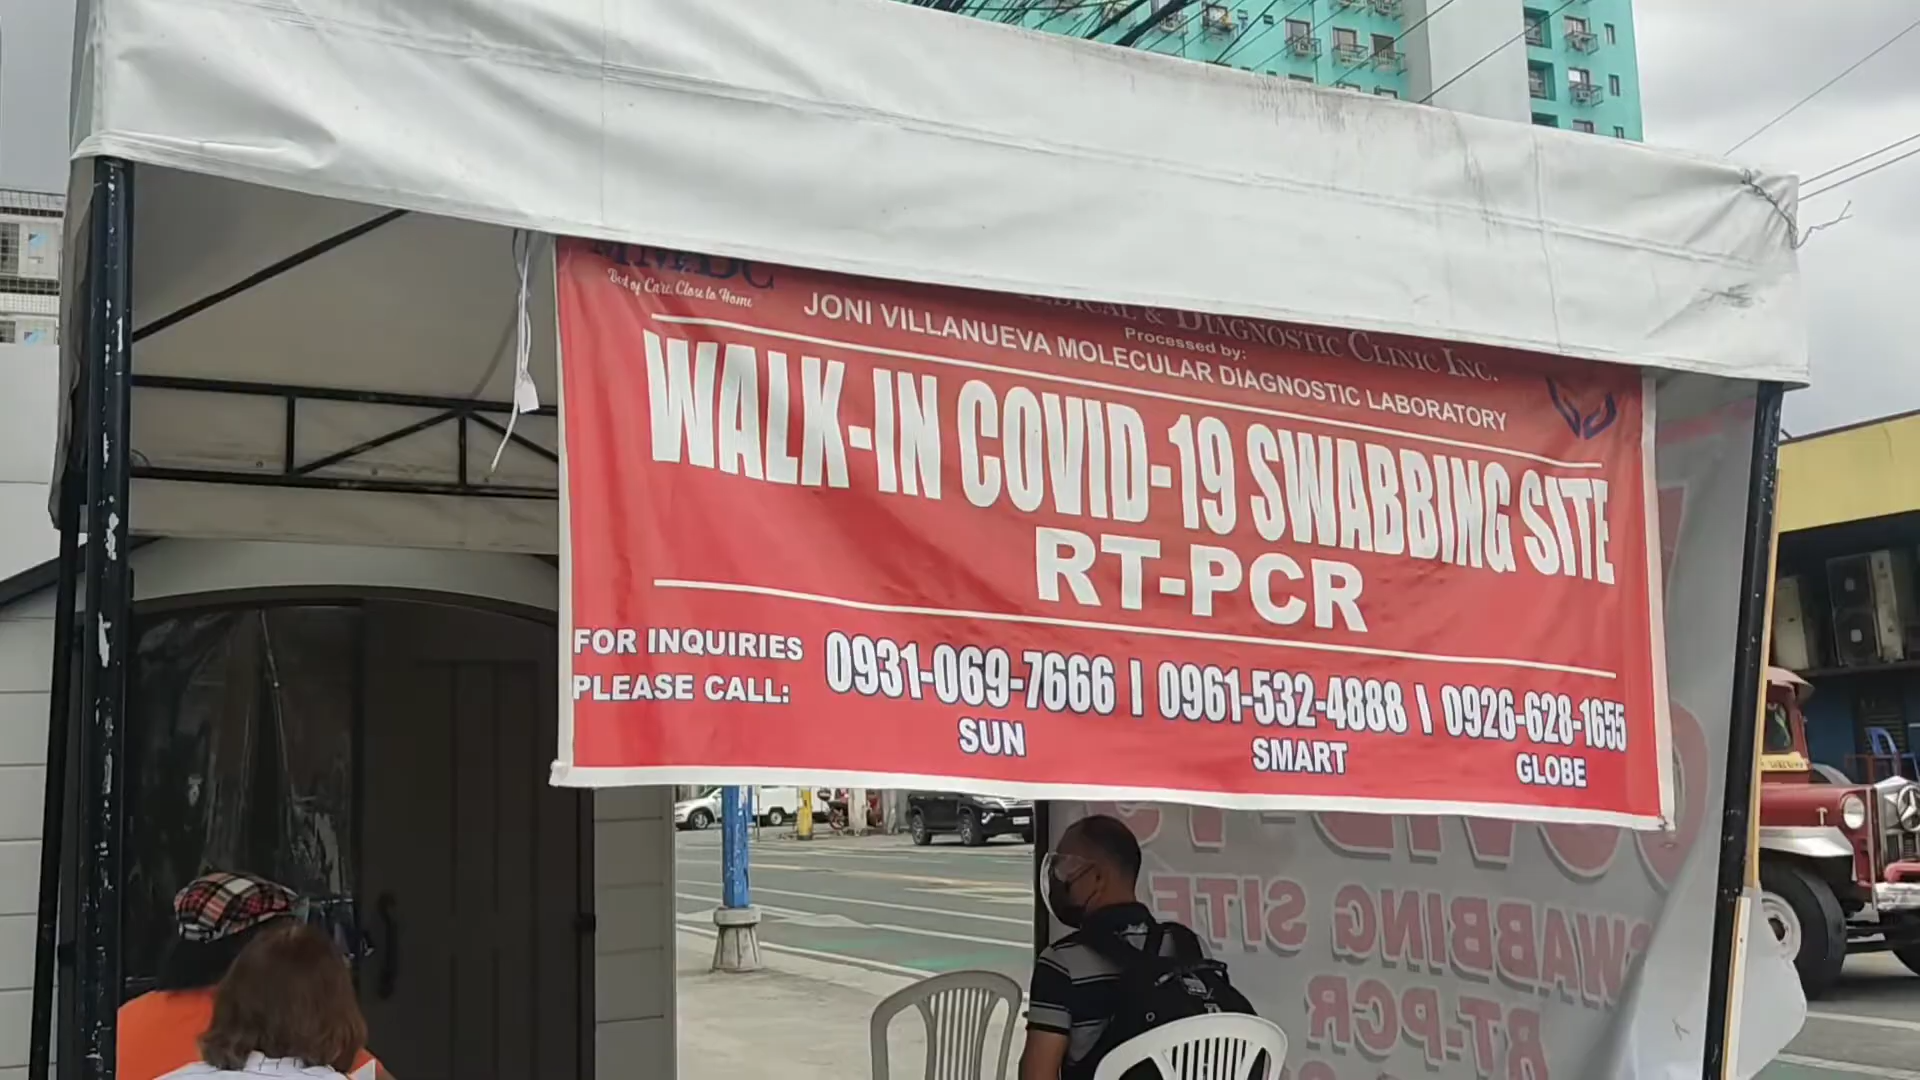 MMDC
Best of Care, Close to Home
MEDICAL & DIAGNOSTIC CLINIC INC.
Processed by:
JONI VILLANUEVA MOLECULAR DIAGNOSTIC LABORATORY
WALK-IN COVID-19 SWABBING SITE
RT-PCR
FOR INQUIRIES
PLEASE CALL:
0931-069-7666 | 0961-532-4888 \ 0926-628-1655
SUN SMART GLOBE
COVID-19
SWABBING SITE
RT-PCR